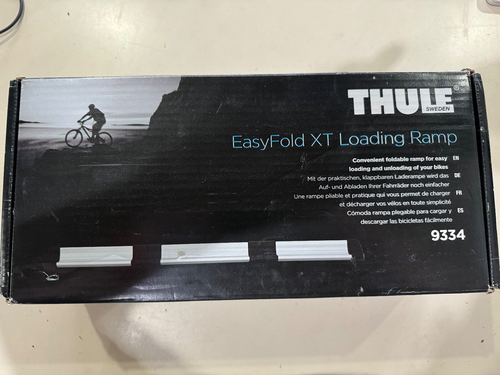 THULE®
SWEDEN
EasyFold XT Loading Ramp
Convenient foldable ramp for easy EN
loading and unloading of your bikes
Mit der praktischen, klappbaren Laderampe wird das DE
Auf- und Abladen Ihrer Fahrräder noch einfacher
Une rampe pliable et pratique qui vous permet de charger FR
et décharger vos vélos en toute simplicité
Cómoda rampa plegable para cargar y ES
descargar las bicicletas fácilmente
9334